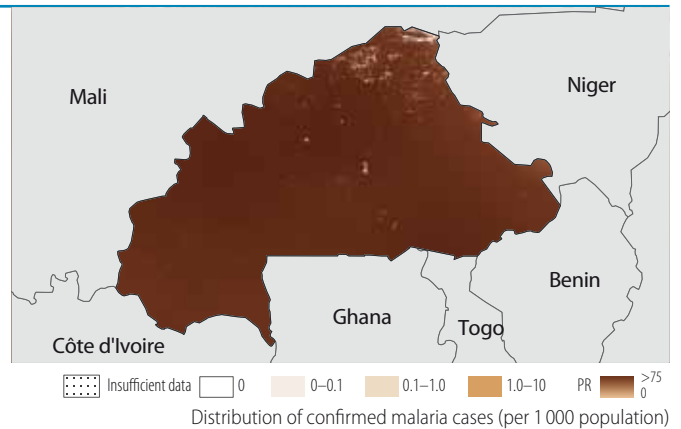 Mali
Niger
Benin
Ghana
Togo
Côte d'Ivoire
Insufficient data
0
0–0.1
0.1–1.0
1.0–10
PR
>75
0
Distribution of confirmed malaria cases (per 1 000 population)